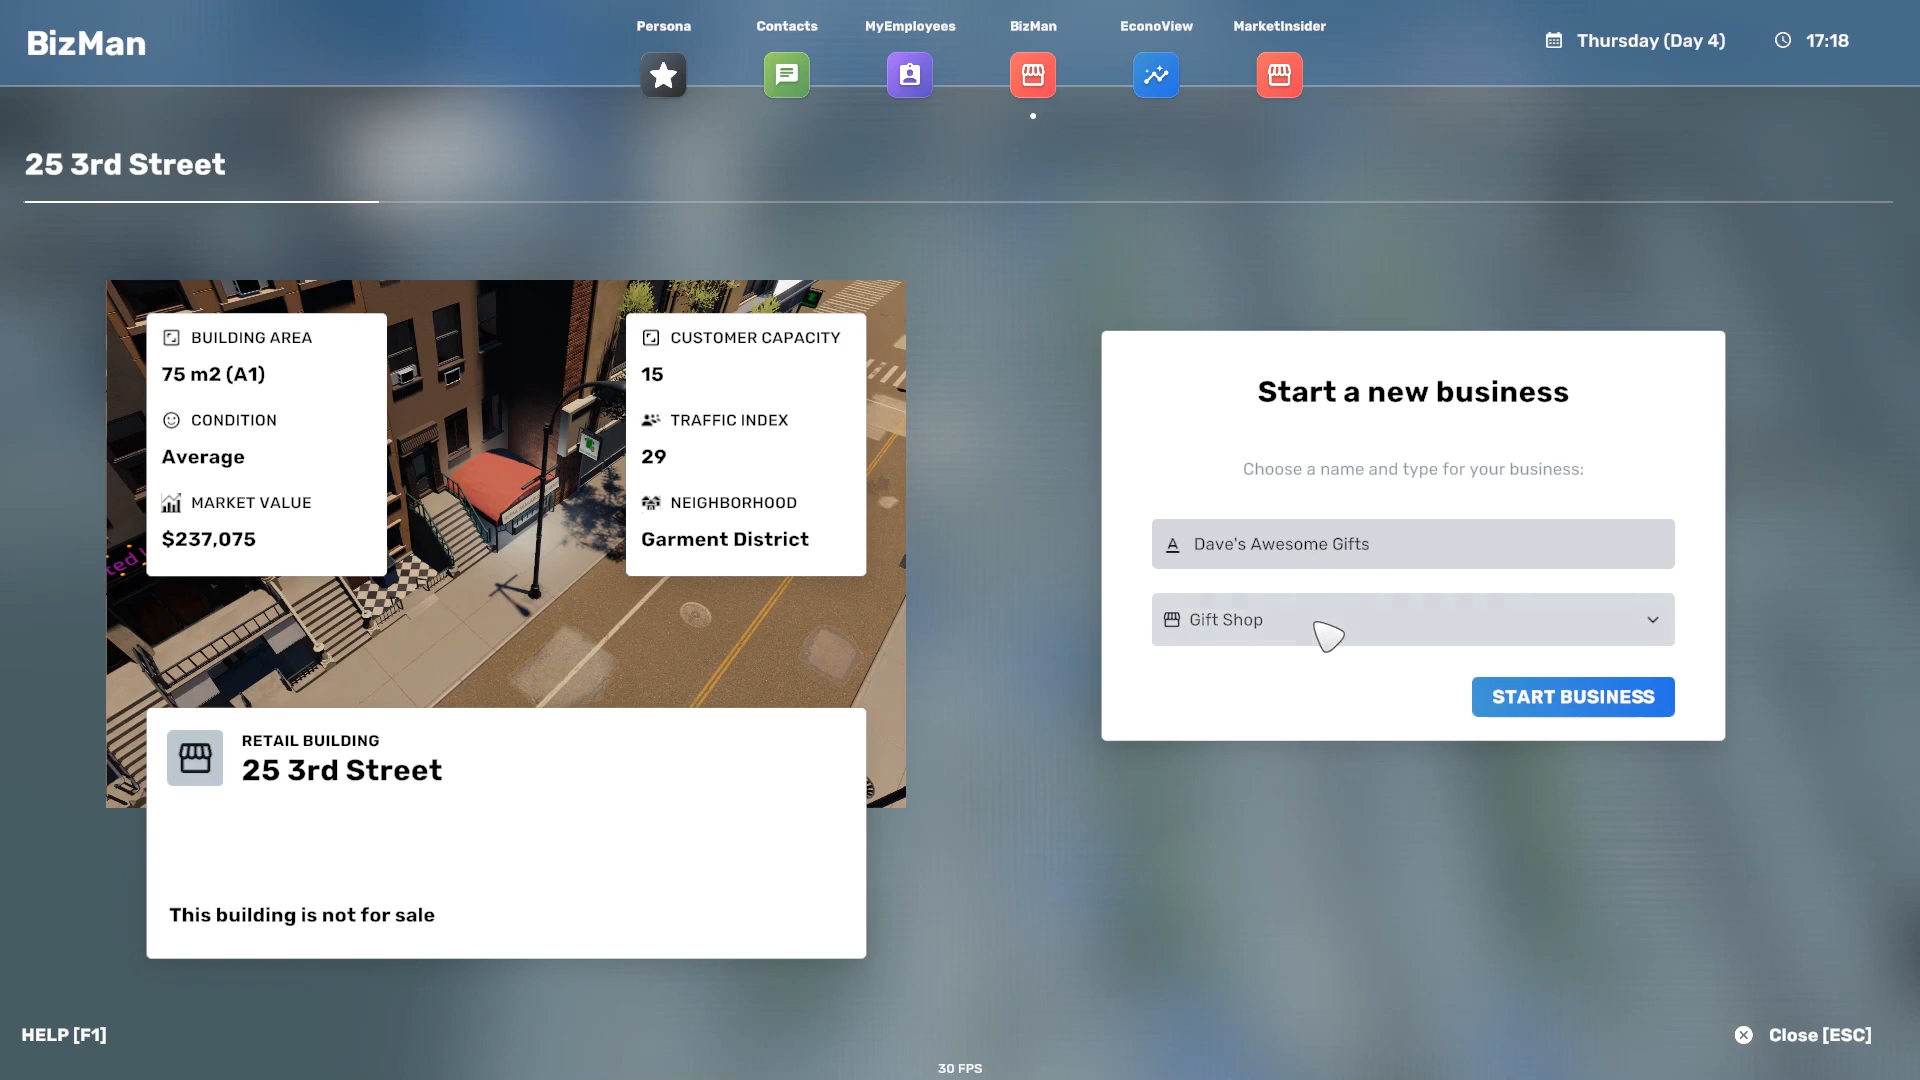 BizMan
Persona
Contacts
MyEmployees
BizMan
EconoView
MarketInsider
Thursday (Day 4)
17:18
25 3rd Street
BUILDING AREA
75 m2 (A1)
CONDITION
Average
MARKET VALUE
$237,075
CUSTOMER CAPACITY
15
TRAFFIC INDEX
29
NEIGHBORHOOD
Garment District
RETAIL BUILDING
25 3rd Street
This building is not for sale
Start a new business
Choose a name and type for your business:
Dave's Awesome Gifts
Gift Shop
START BUSINESS
HELP [F1]
Close [ESC]
30 FPS